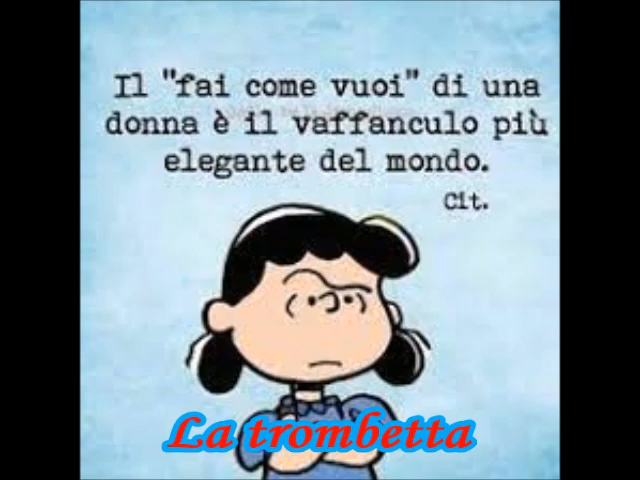 Il "fai come vuoi" di una
donna è il vaffanculo più
elegante del mondo.
Cit.
La trombetta